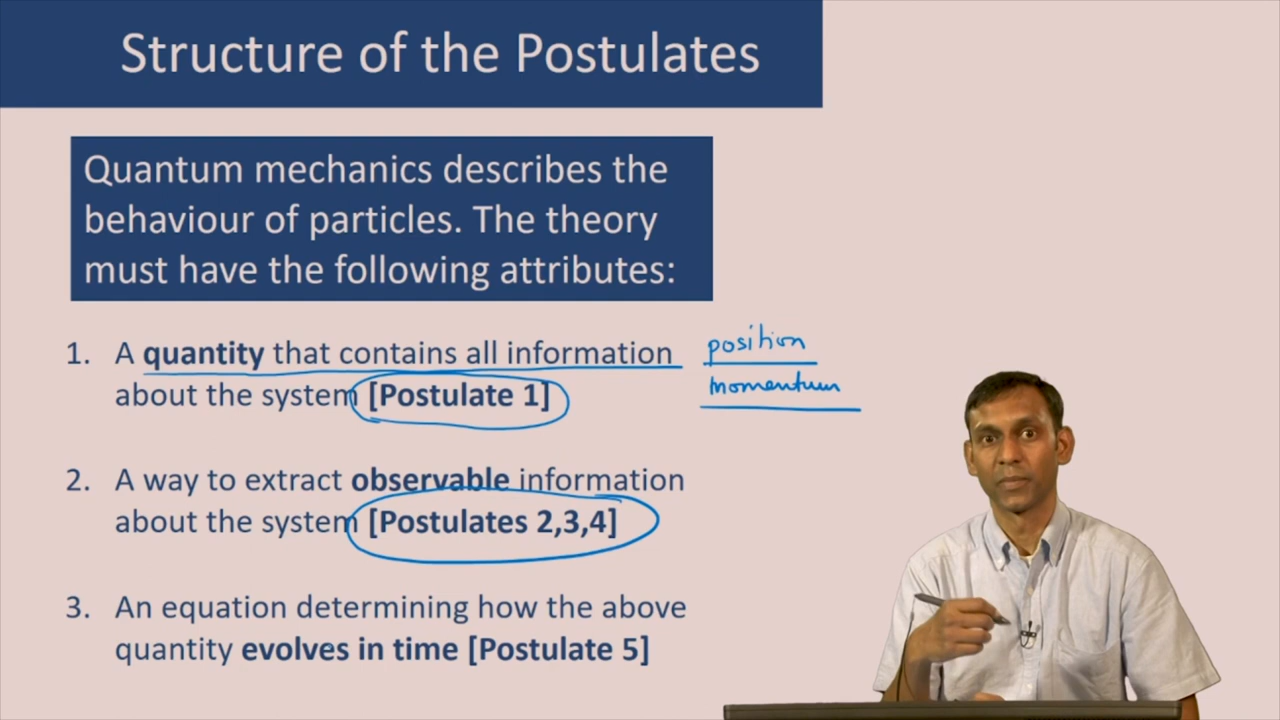 Structure of the Postulates
Quantum mechanics describes the
behaviour of particles. The theory
must have the following attributes:
1. A quantity that contains all information
about the system [Postulate 1]
position
momentum
2. A way to extract observable information
about the system [Postulates 2,3,4]
3. An equation determining how the above
quantity evolves in time [Postulate 5]